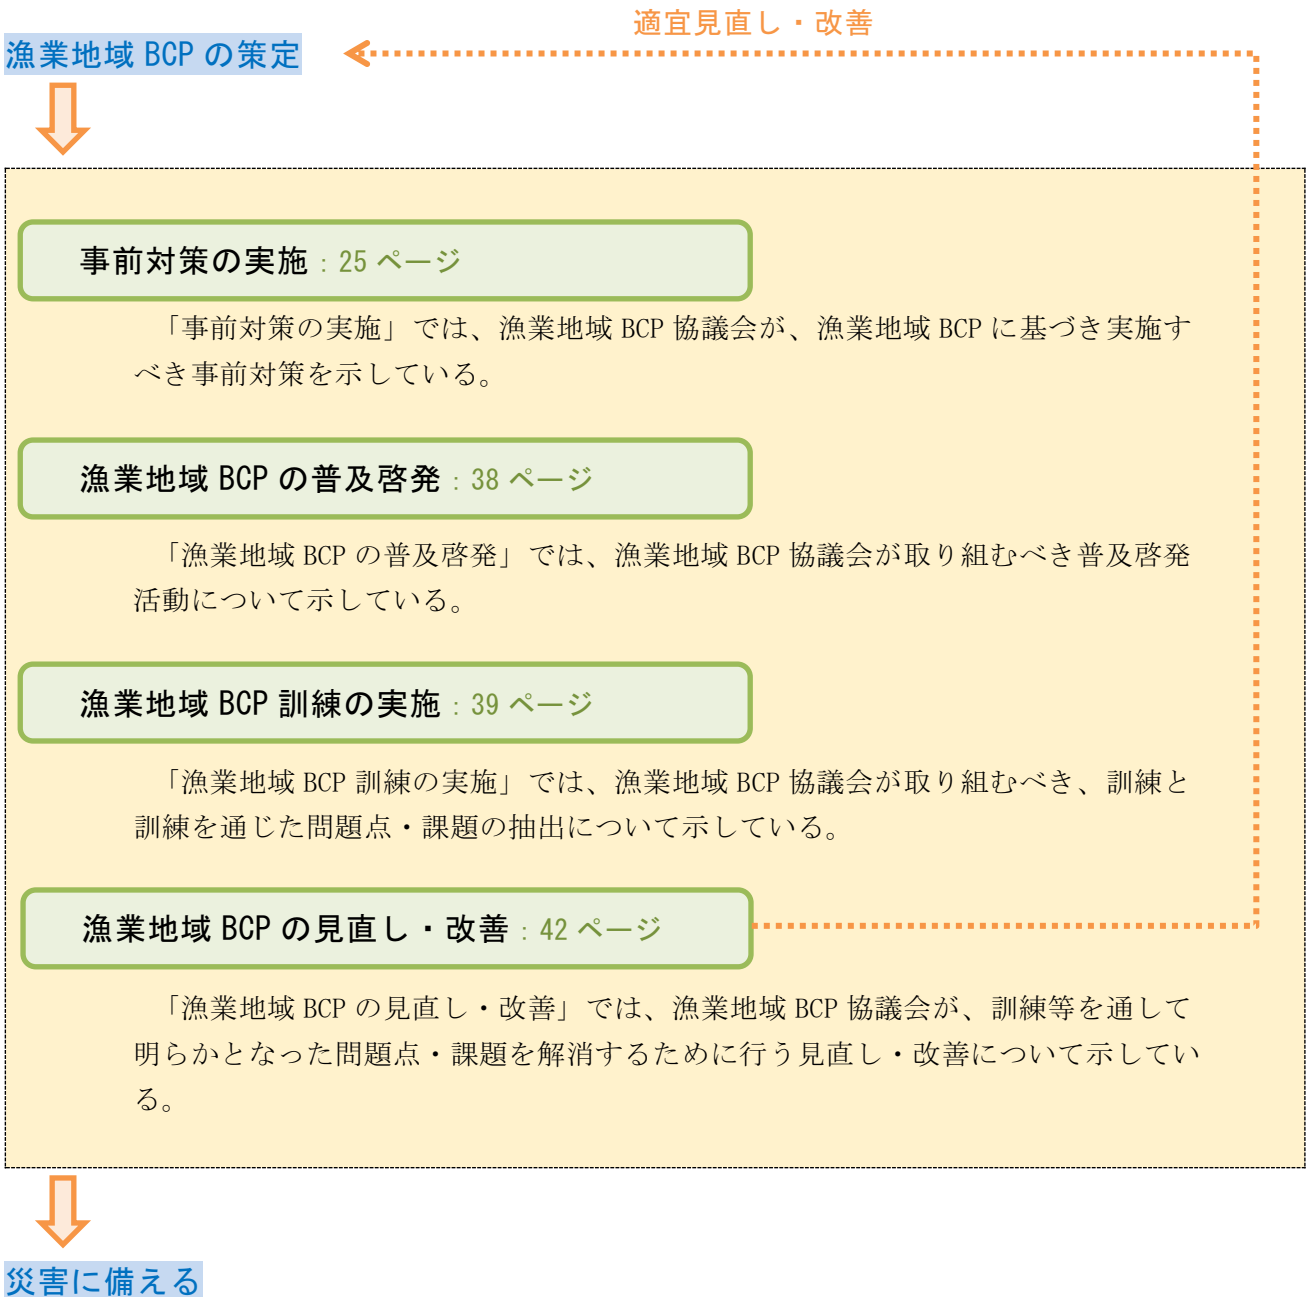 適宜見直し・改善
漁業地域 BCP の策定
事前対策の実施：25 ページ
「事前対策の実施」では、漁業地域 BCP 協議会が、漁業地域 BCP に基づき実施す
べき事前対策を示している。
漁業地域 BCP の普及啓発：38 ページ
「漁業地域 BCP の普及啓発」では、漁業地域 BCP 協議会が取り組むべき普及啓発
活動について示している。
漁業地域 BCP 訓練の実施：39 ページ
「漁業地域 BCP 訓練の実施」では、漁業地域 BCP 協議会が取り組むべき、訓練と
訓練を通じた問題点・課題の抽出について示している。
漁業地域 BCP の見直し・改善：42 ページ
「漁業地域 BCP の見直し・改善」では、漁業地域 BCP 協議会が、訓練等を通して
明らかとなった問題点・課題を解消するために行う見直し・改善について示してい
る。
災害に備える